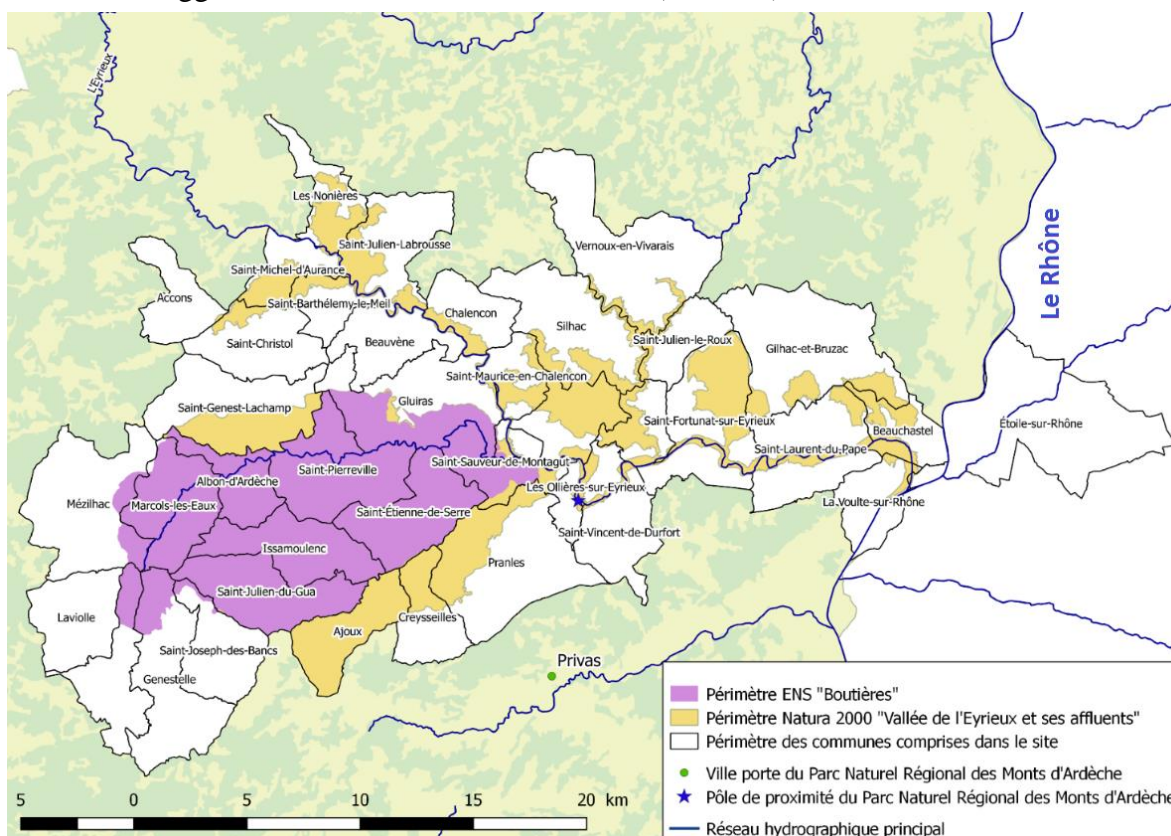 L'Eyrieux
Les Nonières
Saint-Julien-Labrousse
Vernoux-en-Vivarais
Saint-Michel-d'Aurance
Accons
Saint-Barthélemy-le-Meil
Chalencon
Silhac
Saint-Christol
Beauvène
Saint-Julien-le-Roux
Gilhac-et-Bruzac
Le Rhône
Saint-Maurice-en-Chalencon
Saint-Genest-Lachamp
Gluiras
Saint-Fortunat-sur-Eyrieux
Beauchastel
Étoile-sur-Rhône
Saint-Laurent-du-Pape
Saint-Sauveur-de-Montagut
Saint-Pierreville
Albon-d'Ardèche
Les Ollières-sur-Eyrieux
Mézilhac
Marcols-les-Eaux
La Voulte-sur-Rhône
Saint-Étienne-de-Serre
Saint-Vincent-de-Durfort
Issamoulenc
Pranles
Saint-Julien-du-Gua
Laviolle
Creysseilles
Ajoux
Saint-Joseph-des-Bancs
Genestelle
Privas
Périmètre ENS "Boutières"
Périmètre Natura 2000 "Vallée de l'Eyrieux et ses affluents"
Périmètre des communes comprises dans le site
Ville porte du Parc Naturel Régional des Monts d'Ardèche
Pôle de proximité du Parc Naturel Régional des Monts d'Ardèche
Réseau hydrographique principal
5 0 5 10 15 20 km